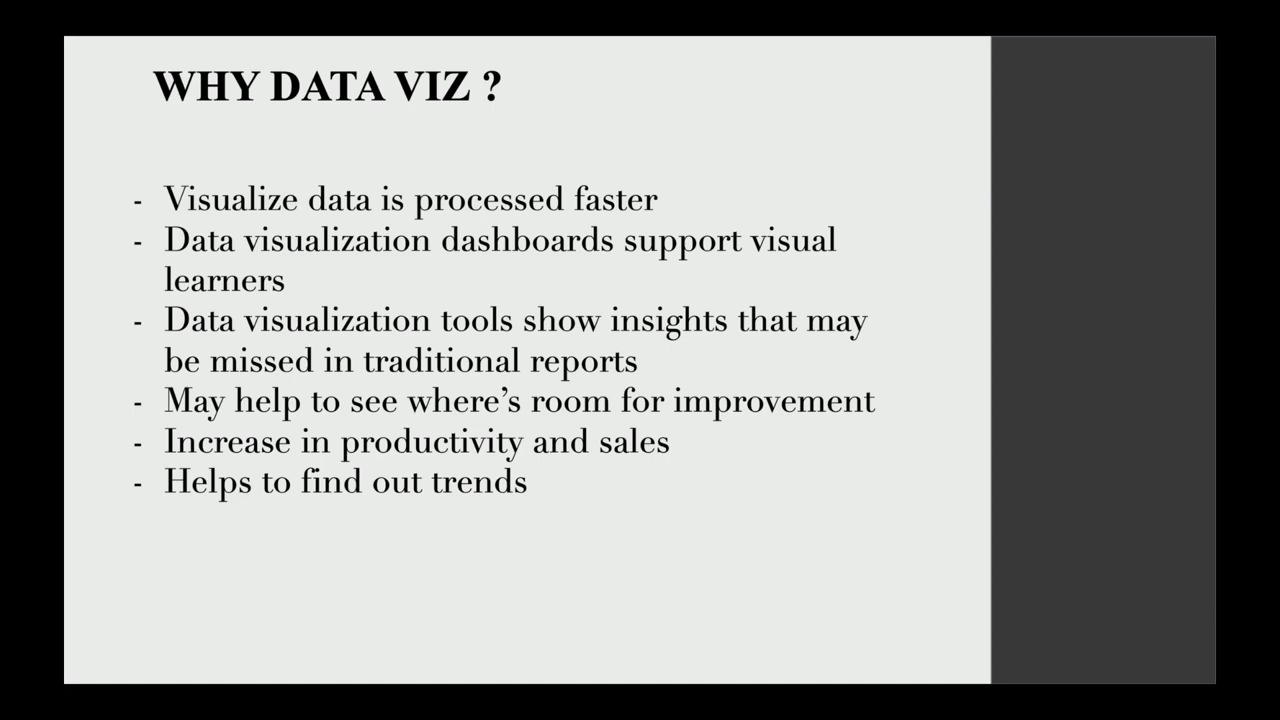 WHY DATA VIZ ?
- Visualize data is processed faster
- Data visualization dashboards support visual
learners
- Data visualization tools show insights that may
be missed in traditional reports
- May help to see where’s room for improvement
- Increase in productivity and sales
- Helps to find out trends